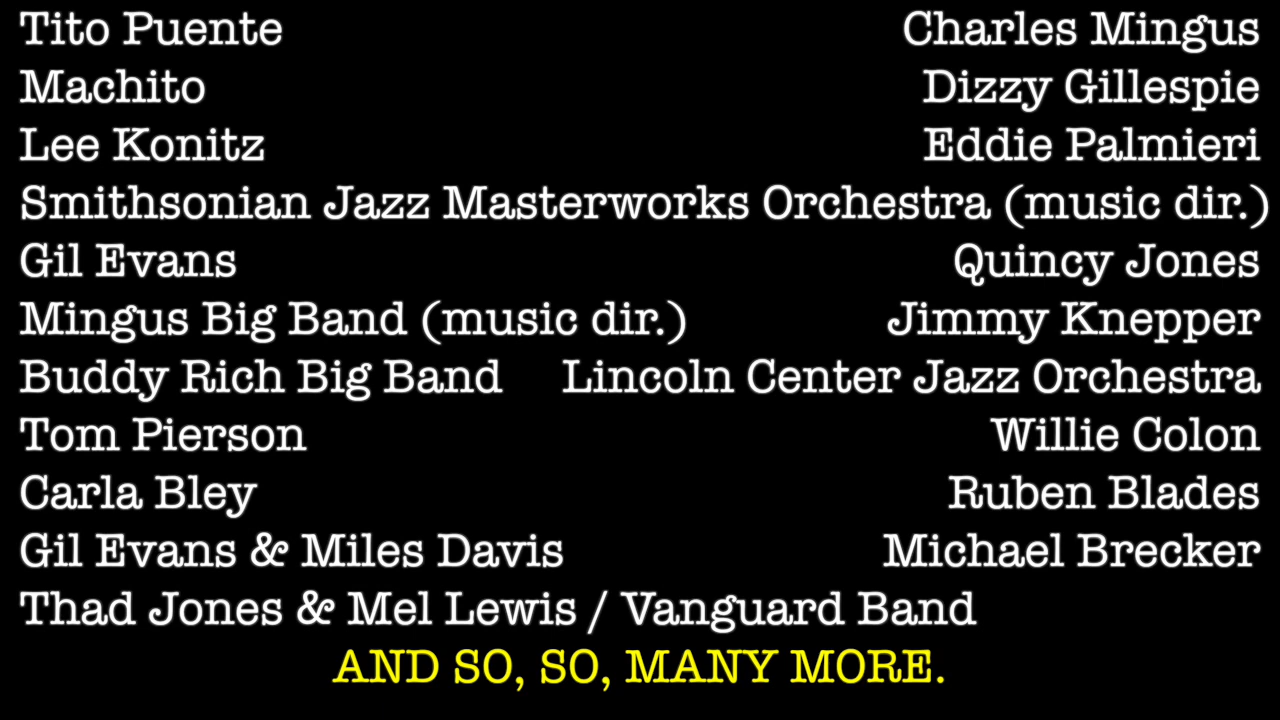 Tito Puente Charles Mingus
Machito Dizzy Gillespie
Lee Konitz Eddie Palmieri
Smithsonian Jazz Masterworks Orchestra (music dir.)
Gil Evans Quincy Jones
Mingus Big Band (music dir.) Jimmy Knepper
Buddy Rich Big Band Lincoln Center Jazz Orchestra
Tom Pierson Willie Colon
Carla Bley Ruben Blades
Gil Evans & Miles Davis Michael Brecker
Thad Jones & Mel Lewis / Vanguard Band
AND SO, SO, MANY MORE.